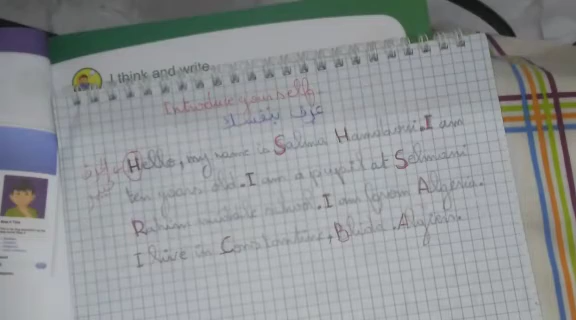 I think and write
Introduce yourself
عرف بنفسك
Hello, my name is Salma I am
ten years old. I am a pupil at Selmani
Rahim middle school. I am from Algeria.
I live in Constantine, Blida. Algeria.